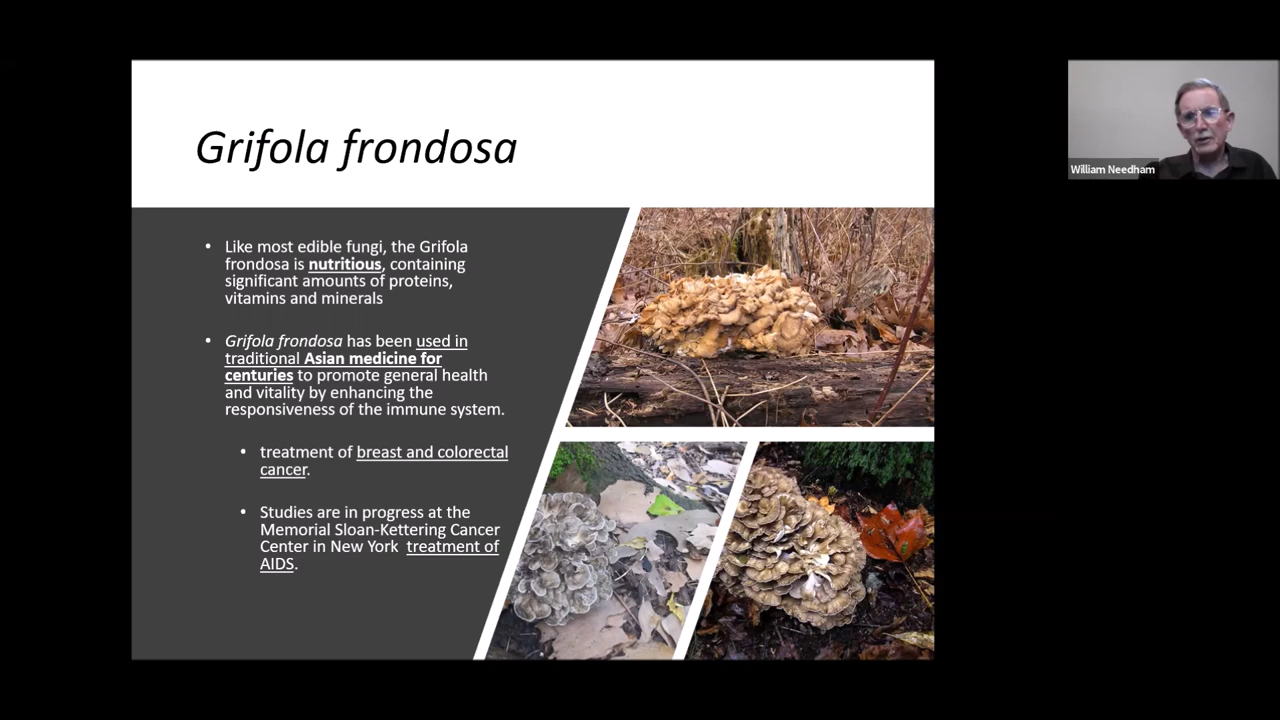 Grifola frondosa
• Like most edible fungi, the Grifola
frondosa is nutritious, containing
significant amounts of proteins,
vitamins and minerals
• Grifola frondosa has been used in
traditional Asian medicine for
centuries to promote general health
and vitality by enhancing the
responsiveness of the immune system.
• treatment of breast and colorectal
cancer.
• Studies are in progress at the
Memorial Sloan-Kettering Cancer
Center in New York treatment of
AIDS.
William Needham